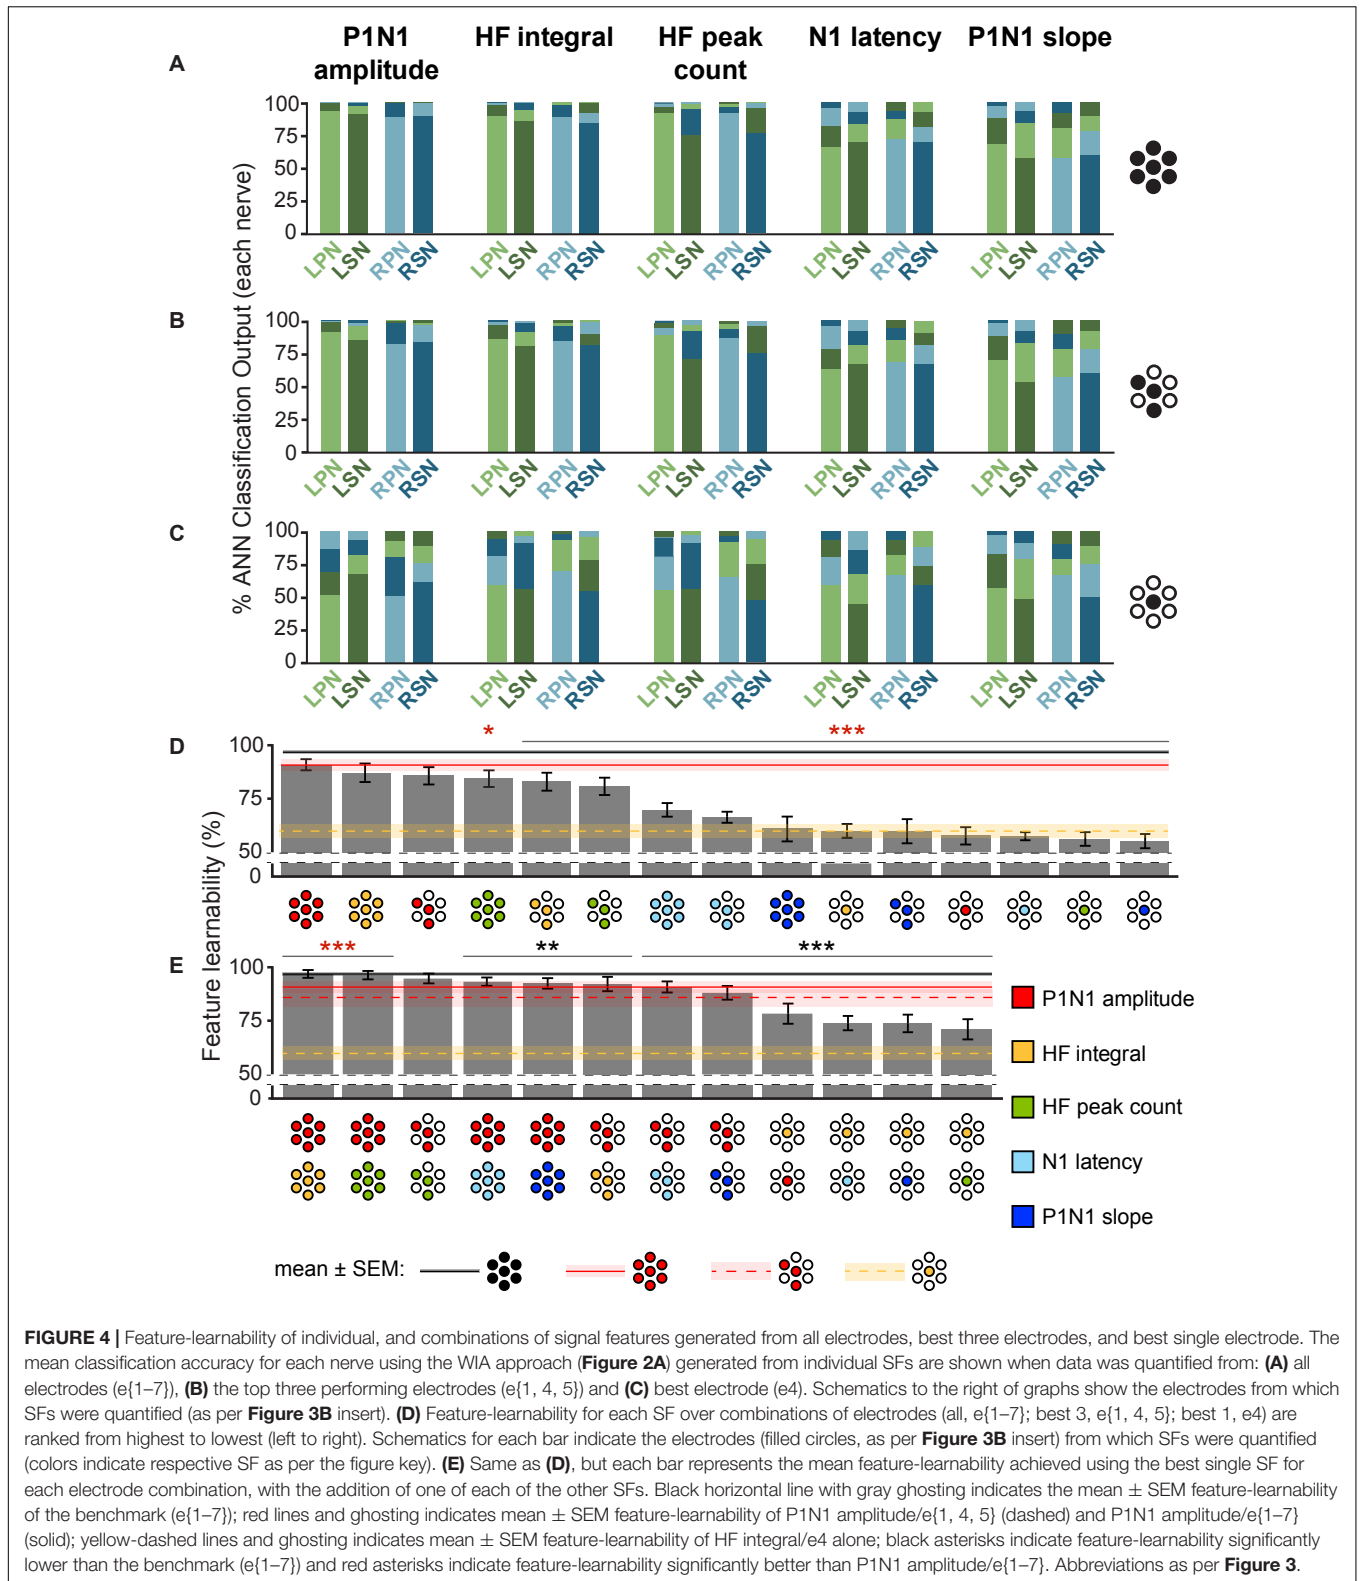 P1N1 amplitude
HF integral
HF peak count
N1 latency
P1N1 slope
A
% ANN Classification Output (each nerve)
100
75
50
25
0
LPN LSN RPN RSN
LPN LSN RPN RSN
LPN LSN RPN RSN
LPN LSN RPN RSN
LPN LSN RPN RSN
B
100
75
50
25
0
LPN LSN RPN RSN
LPN LSN RPN RSN
LPN LSN RPN RSN
LPN LSN RPN RSN
LPN LSN RPN RSN
C
100
75
50
25
0
LPN LSN RPN RSN
LPN LSN RPN RSN
LPN LSN RPN RSN
LPN LSN RPN RSN
LPN LSN RPN RSN
D
Feature learnability (%)
* ***
100
75
50
0
E
*** ** ***
100
75
50
0
P1N1 amplitude
HF integral
HF peak count
N1 latency
P1N1 slope
mean ± SEM:
FIGURE 4 | Feature-learnability of individual, and combinations of signal features generated from all electrodes, best three electrodes, and best single electrode. The
mean classification accuracy for each nerve using the WIA approach (Figure 2A) generated from individual SFs are shown when data was quantified from: (A) all
electrodes (e{1–7}), (B) the top three performing electrodes (e{1, 4, 5}) and (C) best electrode (e4). Schematics to the right of graphs show the electrodes from which
SFs were quantified (as per Figure 3B insert). (D) Feature-learnability for each SF over combinations of electrodes (all, e{1–7}; best 3, e{1, 4, 5}; best 1, e4) are
ranked from highest to lowest (left to right). Schematics for each bar indicate the electrodes (filled circles, as per Figure 3B insert) from which SFs were quantified
(colors indicate respective SF as per the figure key). (E) Same as (D), but each bar represents the mean feature-learnability achieved using the best single SF for
each electrode combination, with the addition of one of each of the other SFs. Black horizontal line with gray ghosting indicates the mean ± SEM feature-learnability
of the benchmark (e{1–7}); red lines and ghosting indicates mean ± SEM feature-learnability of P1N1 amplitude/e{1, 4, 5} (dashed) and P1N1 amplitude/e{1–7}
(solid); yellow-dashed lines and ghosting indicates mean ± SEM feature-learnability of HF integral/e4 alone; black asterisks indicate feature-learnability significantly
lower than the benchmark (e{1–7}) and red asterisks indicate feature-learnability significantly better than P1N1 amplitude/e{1–7}. Abbreviations as per Figure 3.